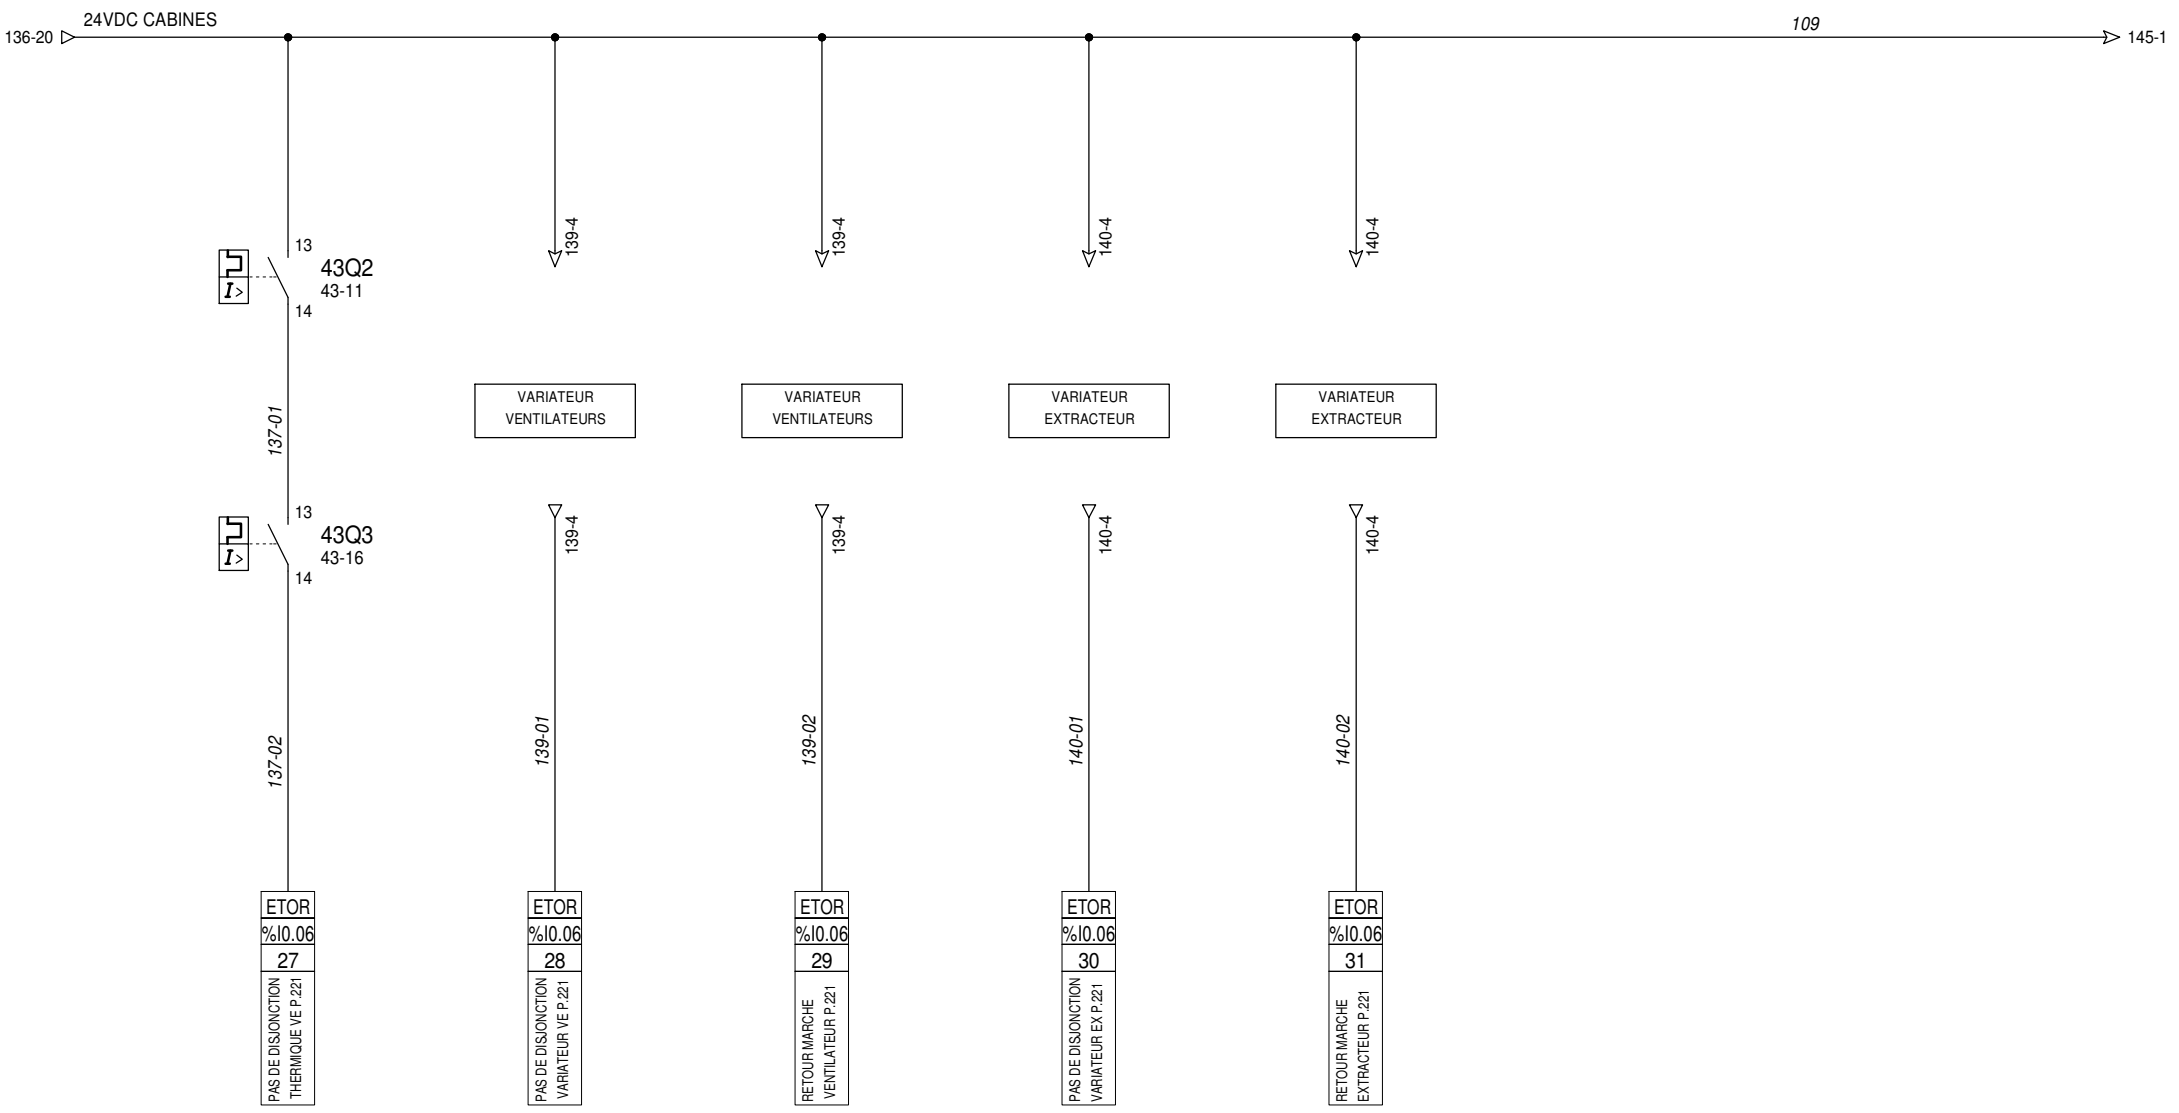 24VDC CABINES
109
136-20
145-1
139-4
139-4
140-4
140-4
13
43Q2
I>
43-11
14
VARIATEUR
VENTILATEURS
VARIATEUR
VENTILATEURS
VARIATEUR
EXTRACTEUR
VARIATEUR
EXTRACTEUR
137-01
13
43Q3
I>
43-16
14
139-4
139-4
140-4
140-4
137-02
139-01
139-02
140-01
140-02
ETOR
%I0.06
27
PAS DE DISJONCTION
THERMIQUE VE P.221
ETOR
%I0.06
28
PAS DE DISJONCTION
VARIATEUR VE P.221
ETOR
%I0.06
29
RETOUR MARCHE
VENTILATEUR P.221
ETOR
%I0.06
30
PAS DE DISJONCTION
VARIATEUR EX P.221
ETOR
%I0.06
31
RETOUR MARCHE
EXTRACTEUR P.221